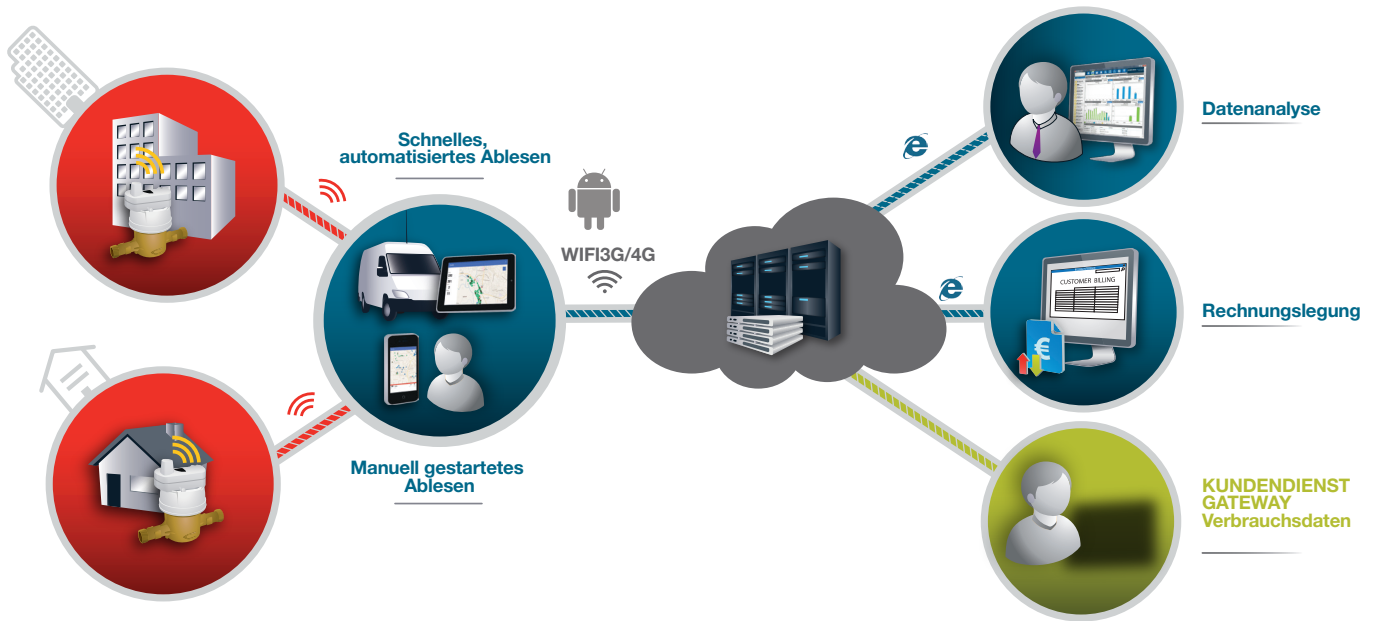 Schnelles,
automatisiertes Ablesen
WIFI3G/4G
Manuell gestartetes
Ablesen
Datenanalyse
CUSTOMER BILLING
Rechnungslegung
€
KUNDENDIENST
GATEWAY
Verbrauchsdaten